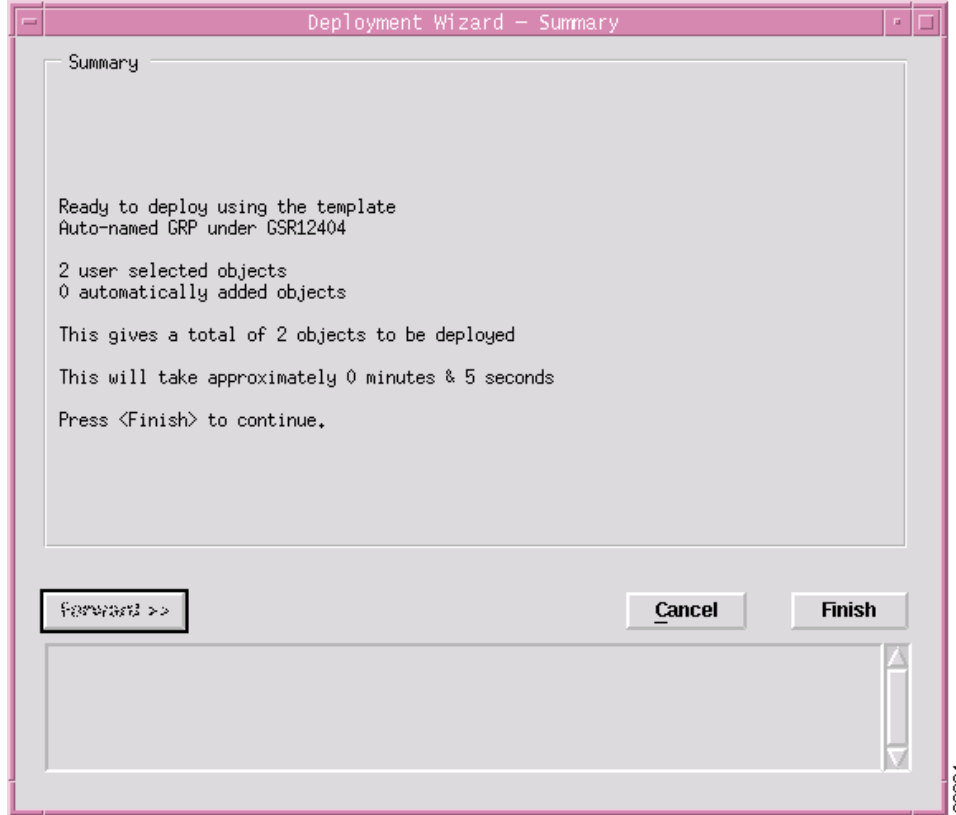 Deployment Wizard – Summary
Summary
Ready to deploy using the template
Auto-named GRP under GSR12404
2 user selected objects
0 automatically added objects
This gives a total of 2 objects to be deployed
This will take approximately 0 minutes & 5 seconds
Press <Finish> to continue.
Forward >>
Cancel
Finish